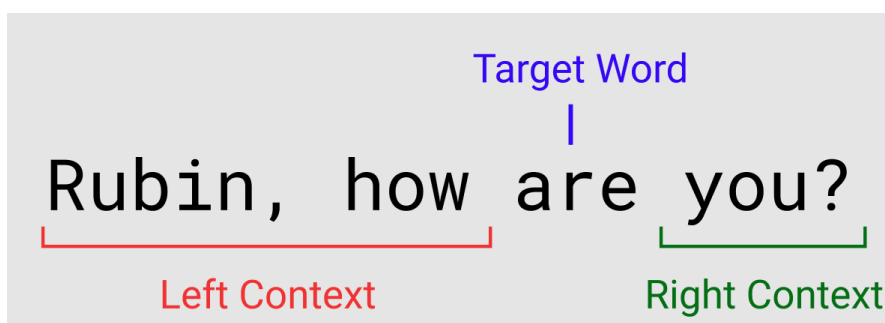 Target Word
Rubin, how are you?
Left Context
Right Context